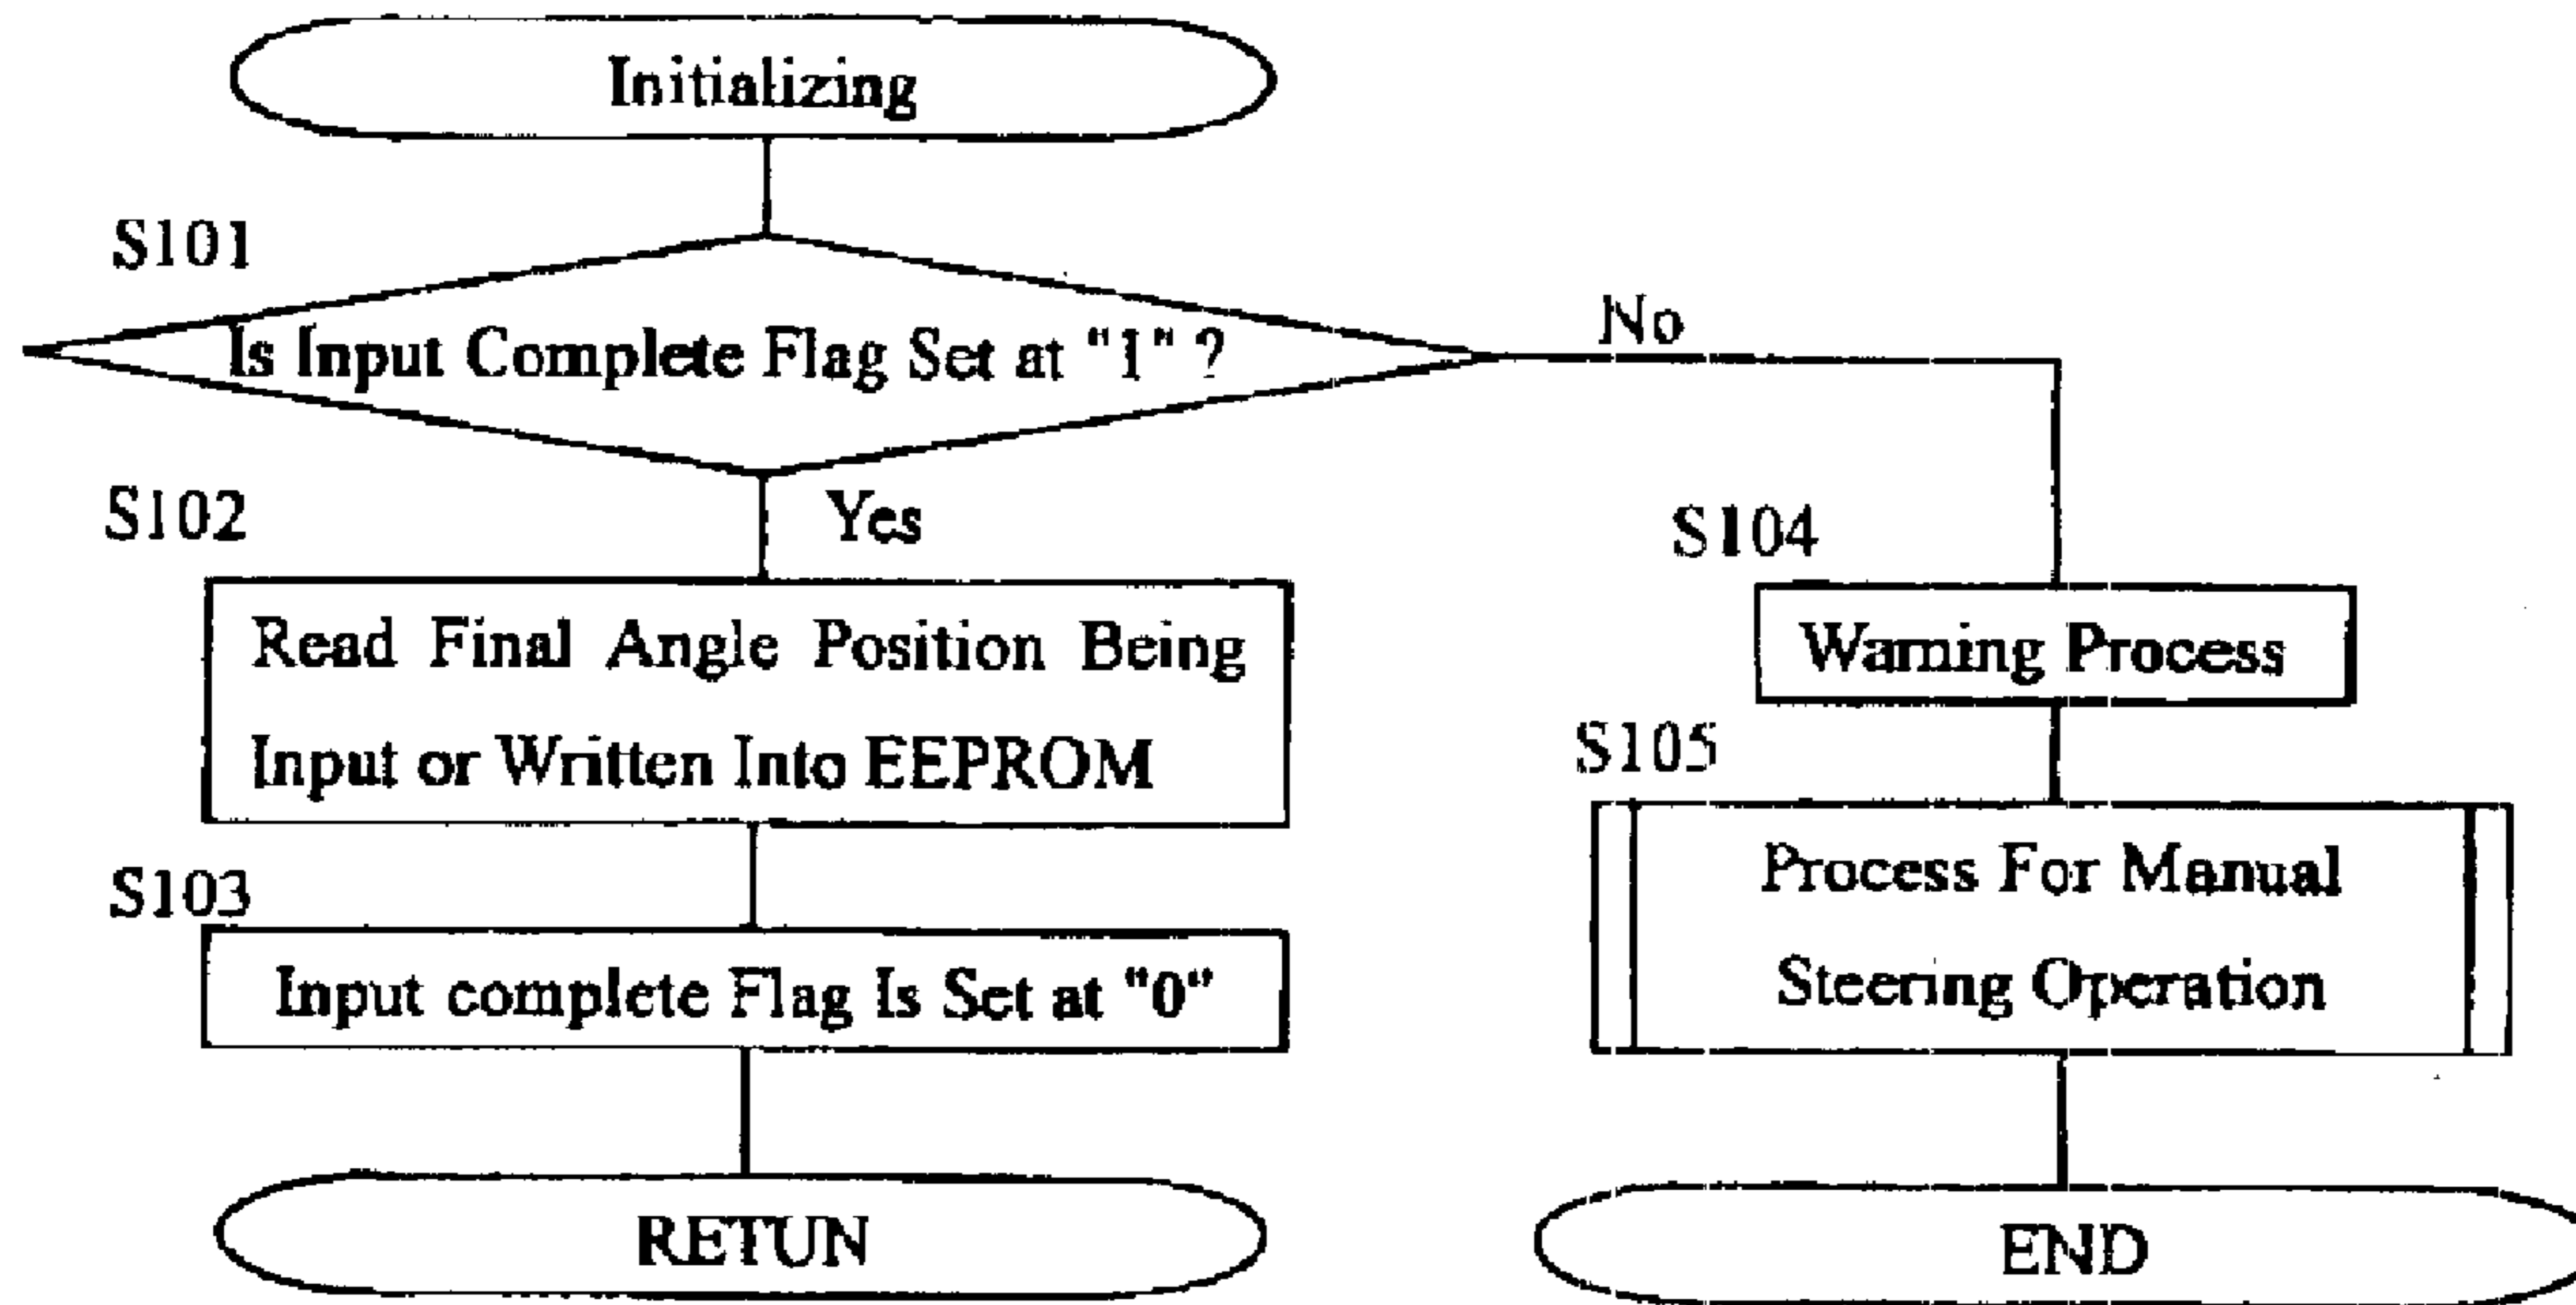 Initializing
S101
Is Input Complete Flag Set at "1" ?
No
S102
Yes
Read Final Angle Position Being
Input or Written Into EEPROM
S103
Input complete Flag Is Set at "0"
RETUN
S104
Warning Process
S105
Process For Manual
Steering Operation
END